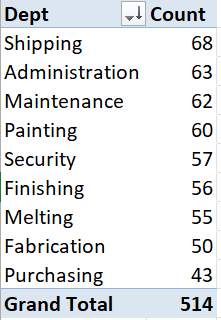 Dept Count
Shipping 68
Administration 63
Maintenance 62
Painting 60
Security 57
Finishing 56
Melting 55
Fabrication 50
Purchasing 43
Grand Total 514